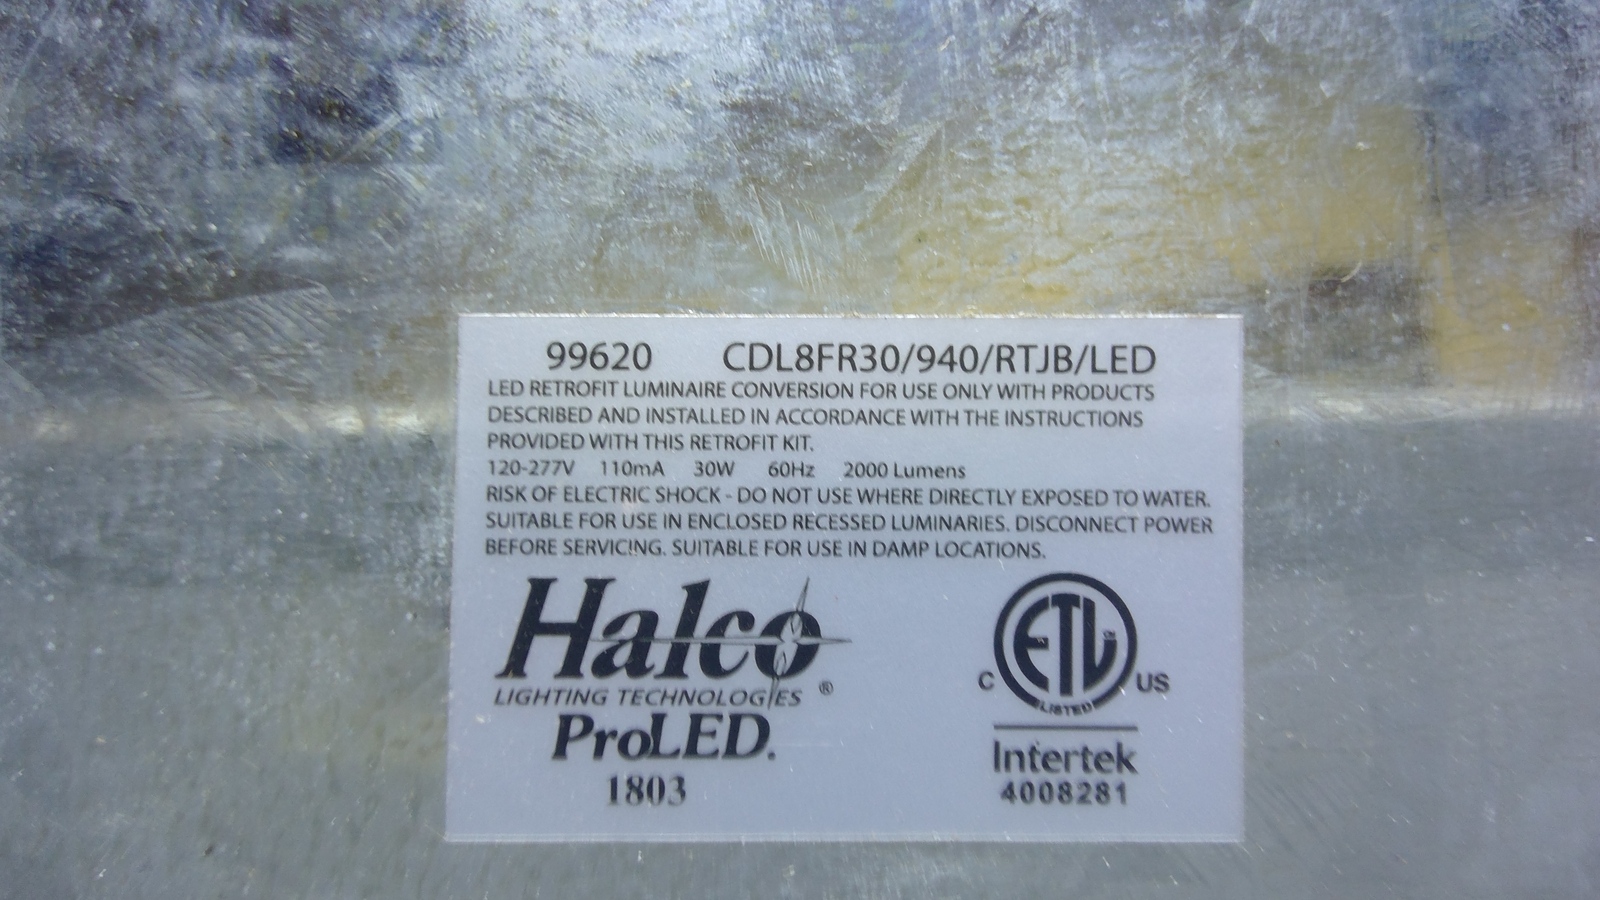 99620 CDL8FR30/940/RTJB/LED
LED RETROFIT LUMINAIRE CONVERSION FOR USE ONLY WITH PRODUCTS
DESCRIBED AND INSTALLED IN ACCORDANCE WITH THE INSTRUCTIONS
PROVIDED WITH THIS RETROFIT KIT.
120-277V 110mA 30W 60Hz 2000 Lumens
RISK OF ELECTRIC SHOCK - DO NOT USE WHERE DIRECTLY EXPOSED TO WATER.
SUITABLE FOR USE IN ENCLOSED RECESSED LUMINARIES. DISCONNECT POWER
BEFORE SERVICING. SUITABLE FOR USE IN DAMP LOCATIONS.
Halco
LIGHTING TECHNOLOGIES ®
ProLED.
1803
ETL
C US
LISTED
Intertek
4008281